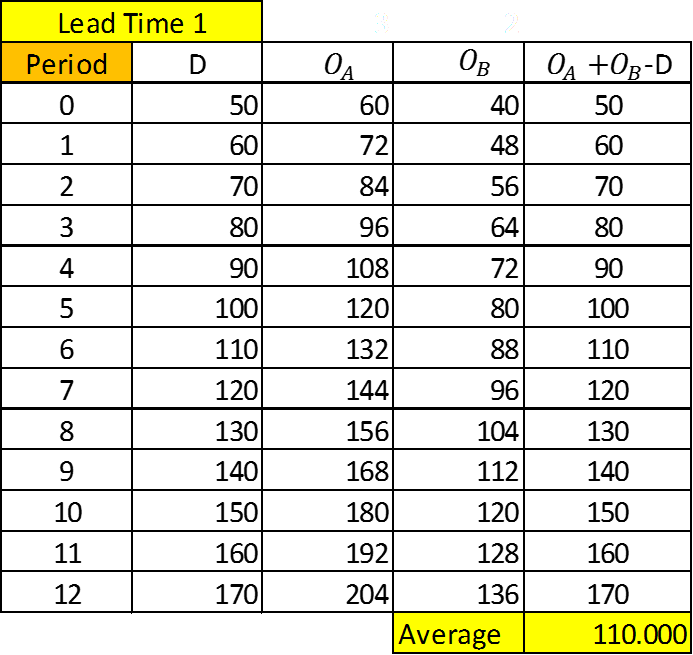 Lead Time 1 3 2
Period D O_A O_B O_A +O_B-D
0 50 60 40 50
1 60 72 48 60
2 70 84 56 70
3 80 96 64 80
4 90 108 72 90
5 100 120 80 100
6 110 132 88 110
7 120 144 96 120
8 130 156 104 130
9 140 168 112 140
10 150 180 120 150
11 160 192 128 160
12 170 204 136 170
Average 110.000